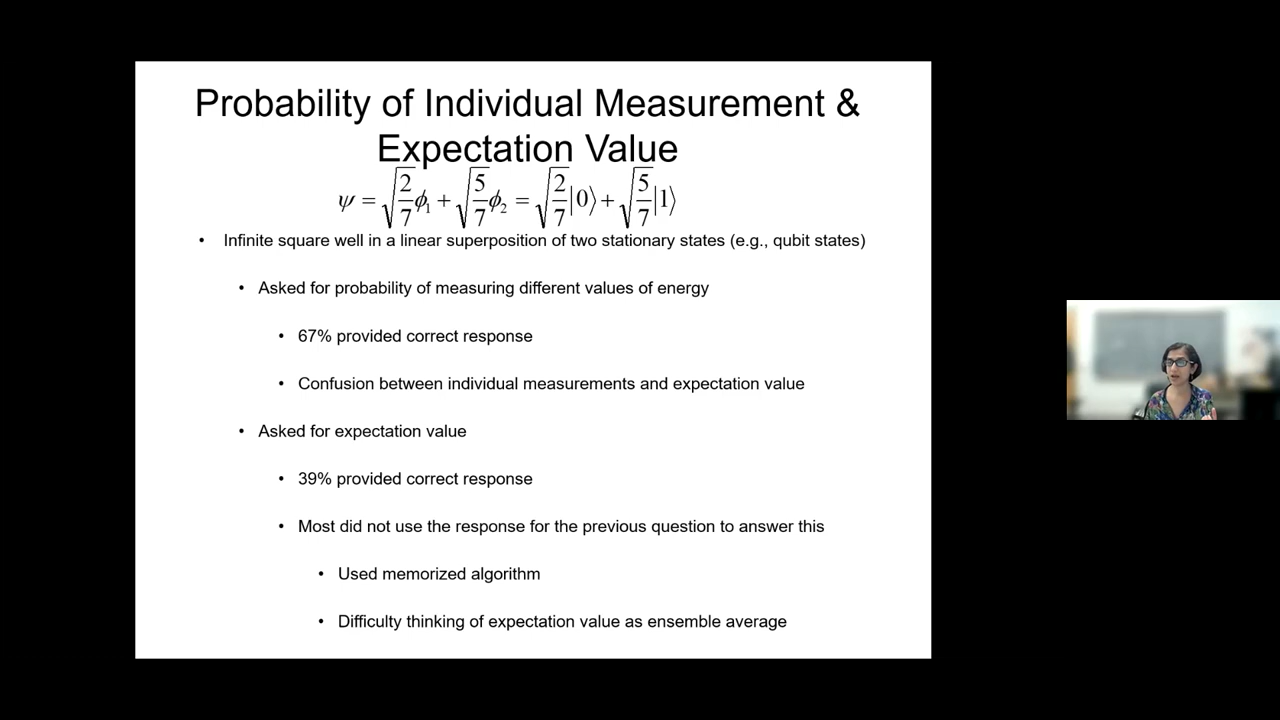 Probability of Individual Measurement &
Expectation Value
ψ = √(2/7) ϕ₁ + √(5/7) ϕ₂ = √(2/7) |0⟩ + √(5/7) |1⟩
• Infinite square well in a linear superposition of two stationary states (e.g., qubit states)
• Asked for probability of measuring different values of energy
• 67% provided correct response
• Confusion between individual measurements and expectation value
• Asked for expectation value
• 39% provided correct response
• Most did not use the response for the previous question to answer this
• Used memorized algorithm
• Difficulty thinking of expectation value as ensemble average